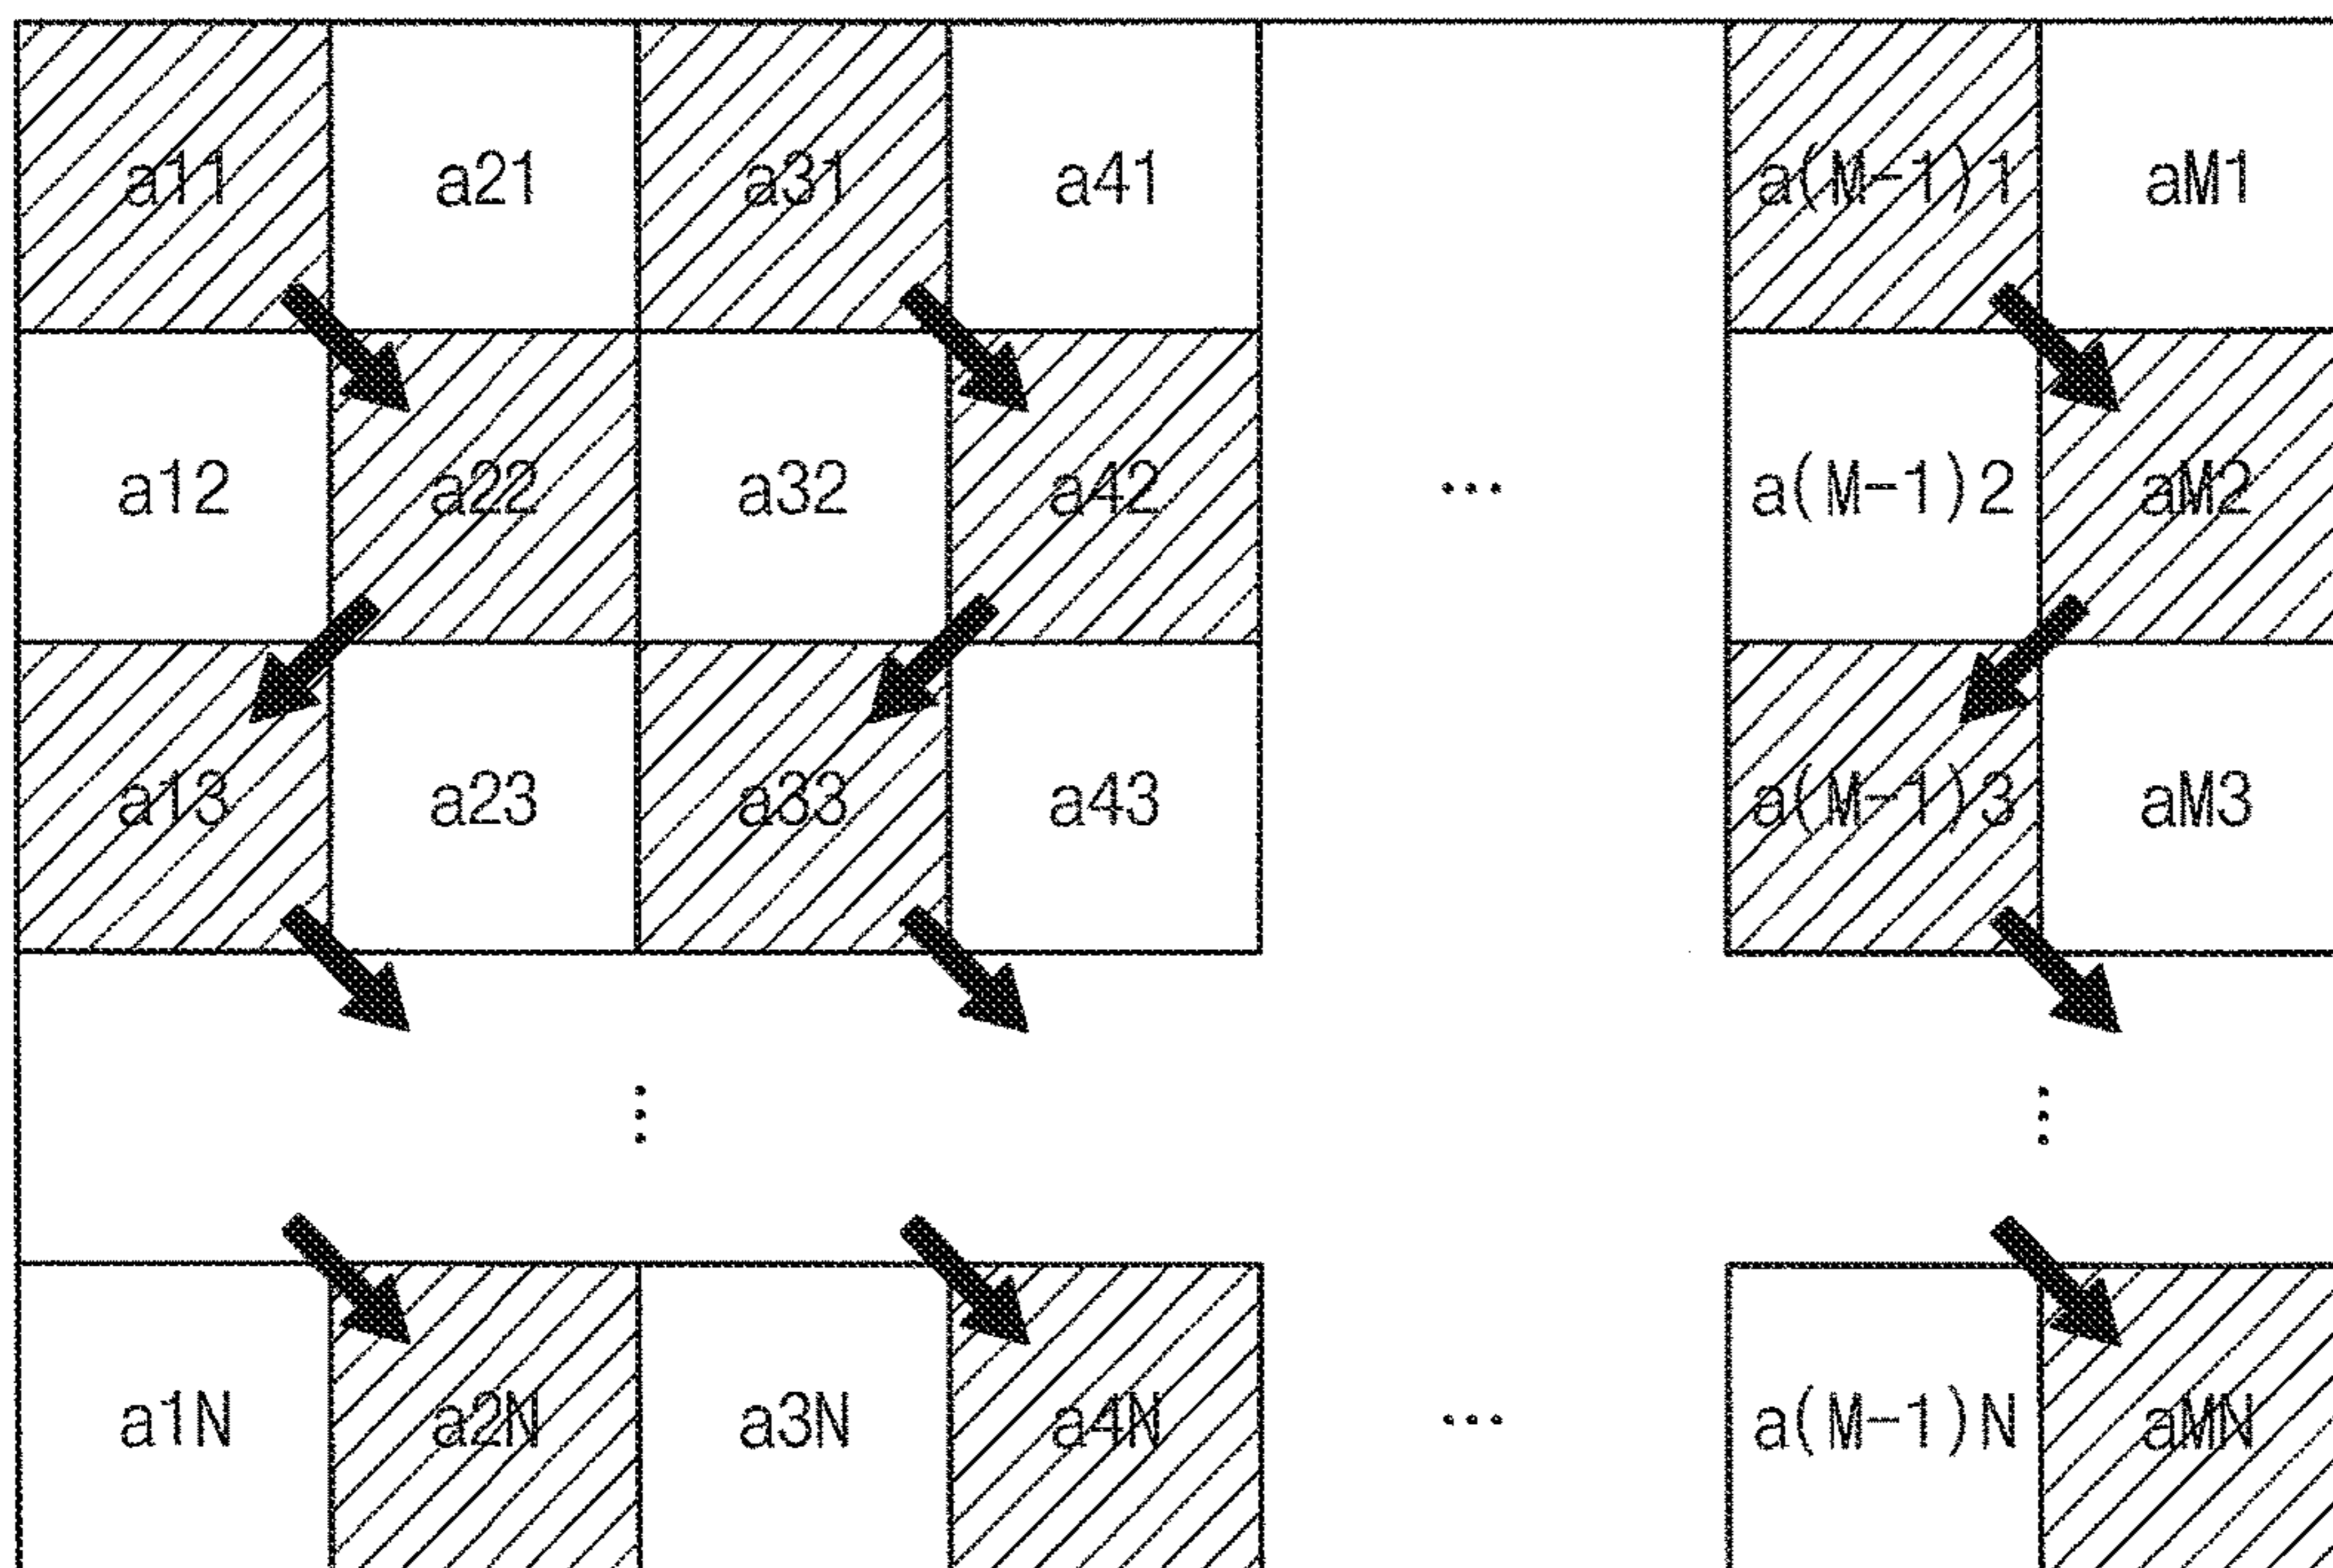 a11 a21 a31 a41 a(M-1)1 aM1
a12 a22 a32 a42 ... a(M-1)2 aM2
a13 a23 a33 a43 a(M-1)3 aM3
⋮ ⋮
a1N a2N a3N a4N ... a(M-1)N aMN